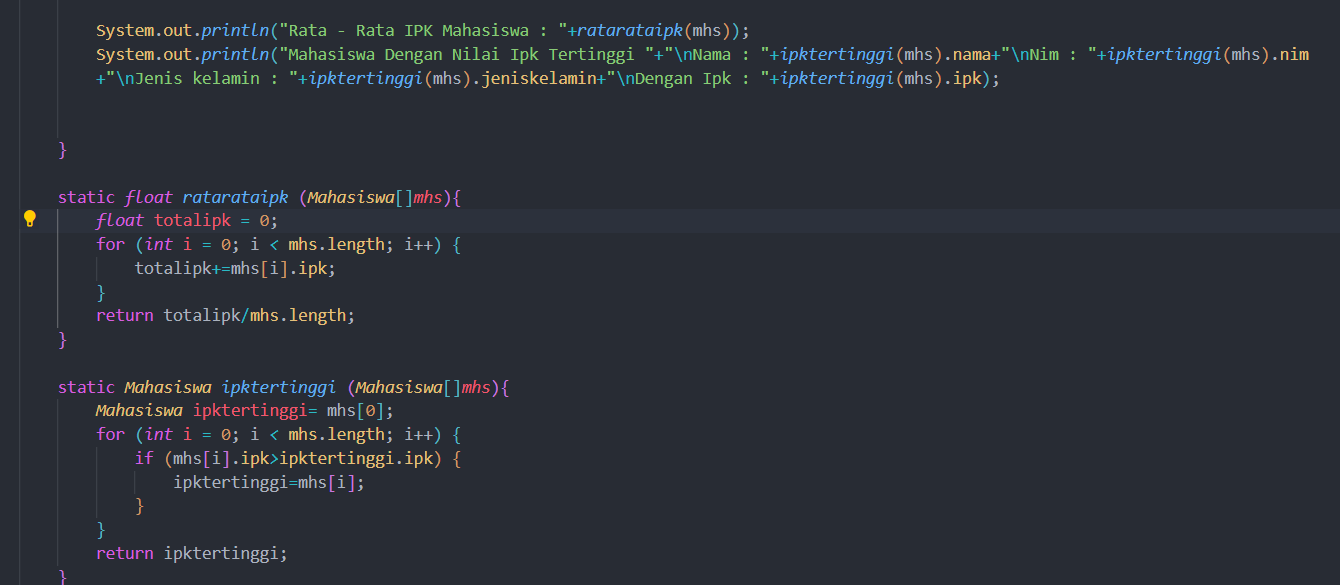 System.out.println("Rata - Rata IPK Mahasiswa : "+ratarataipk(mhs));
System.out.println("Mahasiswa Dengan Nilai Ipk Tertinggi "+"\nNama : "+ipktertinggi(mhs).nama+"\nNim : "+ipktertinggi(mhs).nim
+"\nJenis kelamin : "+ipktertinggi(mhs).jeniskelamin+"\nDengan Ipk : "+ipktertinggi(mhs).ipk);
}
static float ratarataipk (Mahasiswa[]mhs){
float totalipk = 0;
for (int i = 0; i < mhs.length; i++) {
totalipk+=mhs[i].ipk;
}
return totalipk/mhs.length;
}
static Mahasiswa ipktertinggi (Mahasiswa[]mhs){
Mahasiswa ipktertinggi= mhs[0];
for (int i = 0; i < mhs.length; i++) {
if (mhs[i].ipk>ipktertinggi.ipk) {
ipktertinggi=mhs[i];
}
}
return ipktertinggi;
}